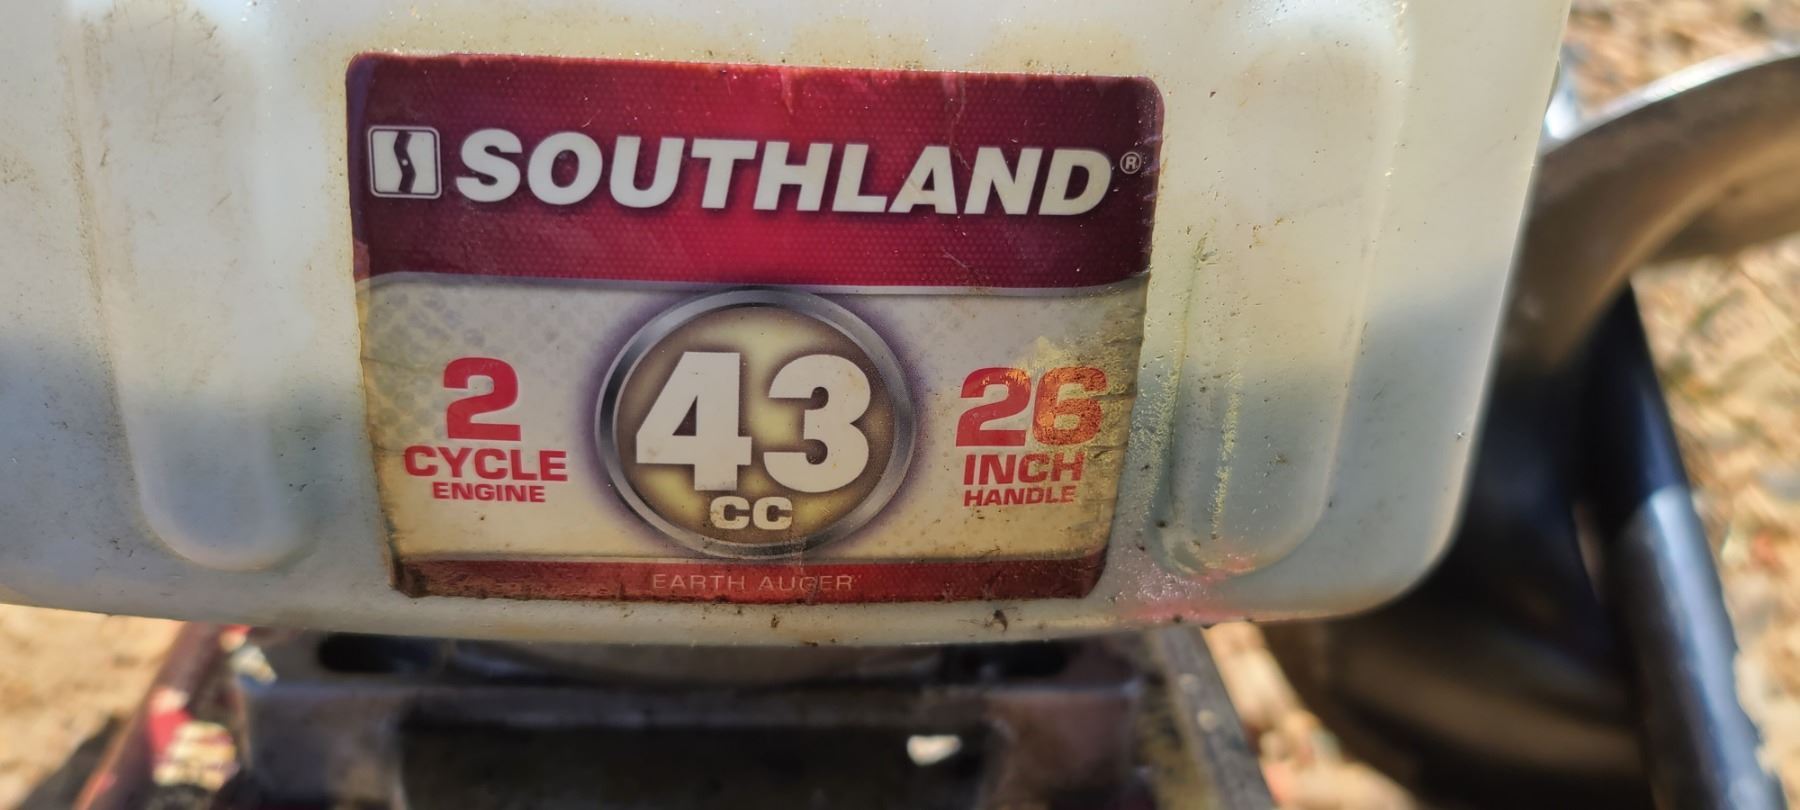 SOUTHLAND®
2
CYCLE
ENGINE
43
CC
26
INCH
HANDLE
EARTH AUGER